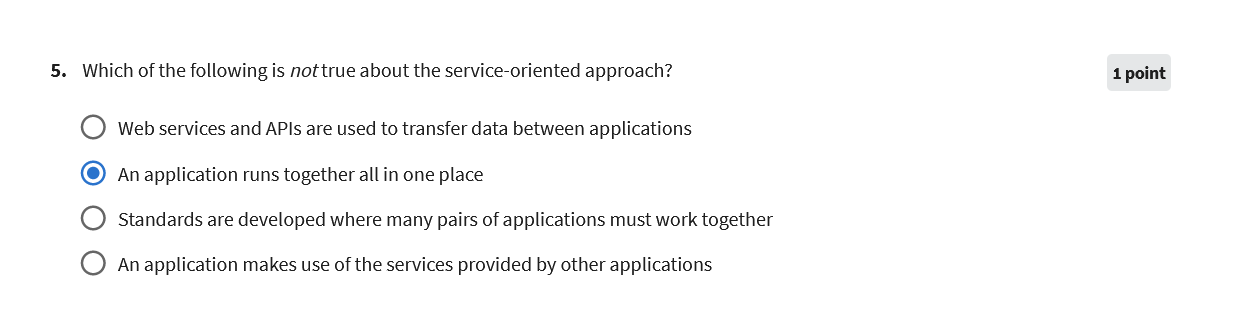 5. Which of the following is not true about the service-oriented approach?
1 point
Web services and APIs are used to transfer data between applications
An application runs together all in one place
Standards are developed where many pairs of applications must work together
An application makes use of the services provided by other applications